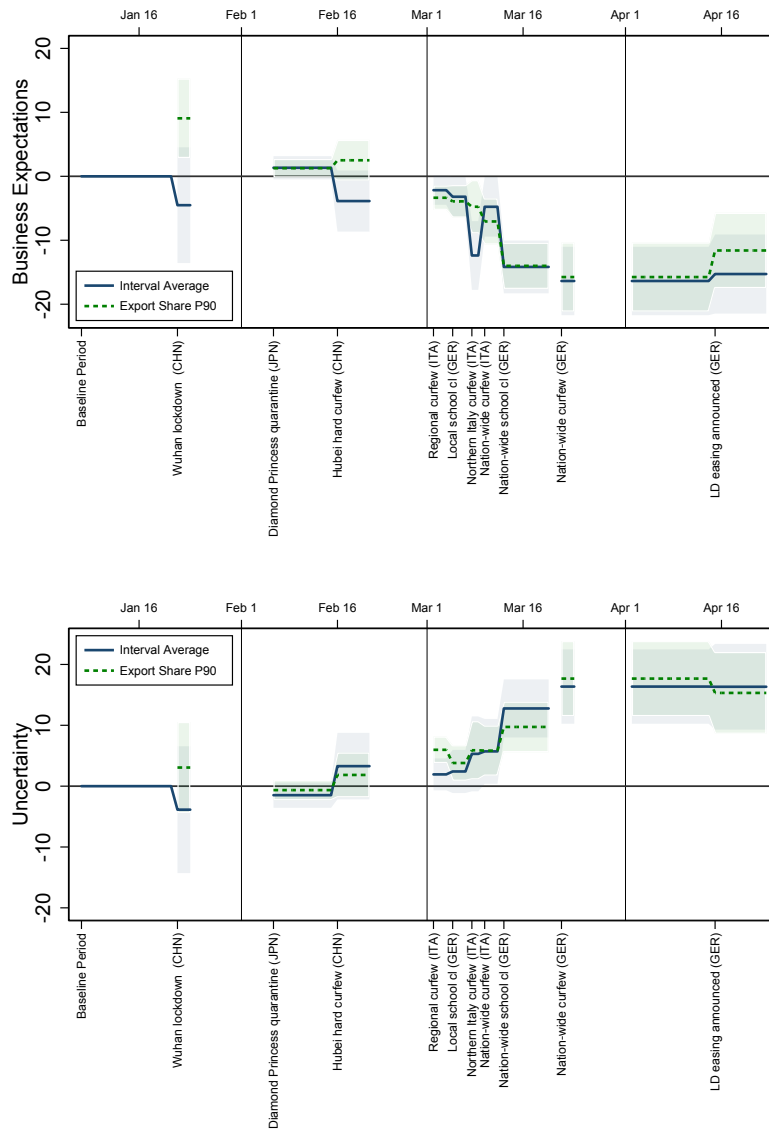 Jan 16 Feb 1 Feb 16 Mar 1 Mar 16 Apr 1 Apr 16
Business Expectations
20
10
0
-10
-20
Interval Average
Export Share P90
Baseline Period
Wuhan lockdown (CHN)
Diamond Princess quarantine (JPN)
Hubei hard curfew (CHN)
Regional curfew (ITA)
Local school cl (GER)
Northern Italy curfew (ITA)
Nation-wide curfew (ITA)
Nation-wide school cl (GER)
Nation-wide curfew (GER)
LD easing announced (GER)
Jan 16 Feb 1 Feb 16 Mar 1 Mar 16 Apr 1 Apr 16
Uncertainty
20
10
0
-10
-20
Interval Average
Export Share P90
Baseline Period
Wuhan lockdown (CHN)
Diamond Princess quarantine (JPN)
Hubei hard curfew (CHN)
Regional curfew (ITA)
Local school cl (GER)
Northern Italy curfew (ITA)
Nation-wide curfew (ITA)
Nation-wide school cl (GER)
Nation-wide curfew (GER)
LD easing announced (GER)